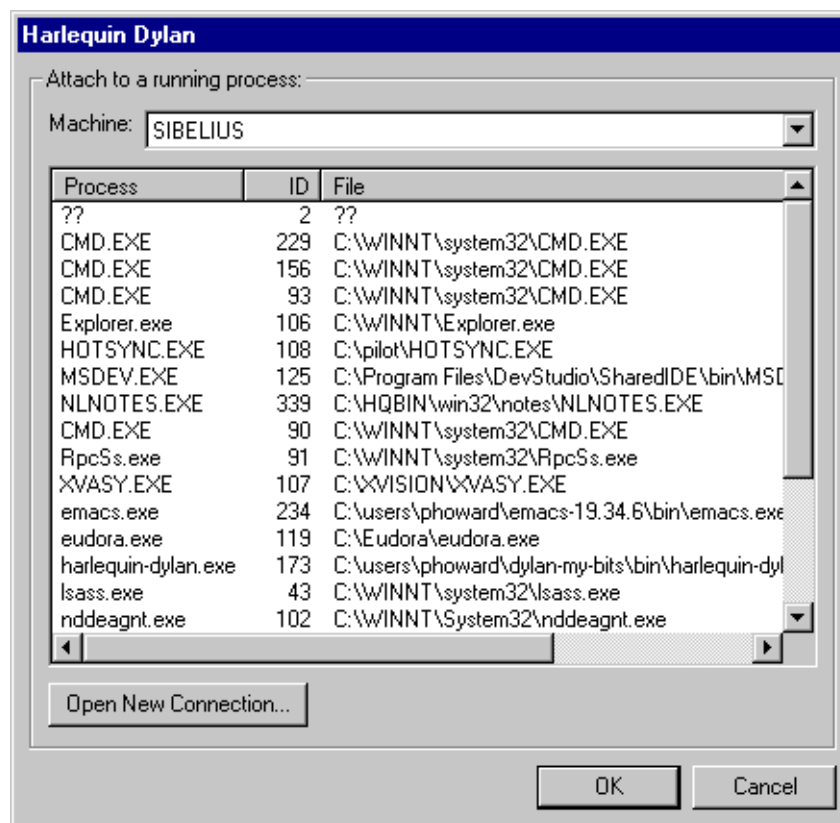 Harlequin Dylan
Attach to a running process:
Machine: SIBELIUS
Process ID File
?? 2 ??
CMD.EXE 229 C:\WINNT\system32\CMD.EXE
CMD.EXE 156 C:\WINNT\system32\CMD.EXE
CMD.EXE 93 C:\WINNT\system32\CMD.EXE
Explorer.exe 106 C:\WINNT\Explorer.exe
HOTSYNC.EXE 108 C:\pilot\HOTSYNC.EXE
MSDEV.EXE 125 C:\Program Files\DevStudio\SharedIDE\bin\MSD
NLNOTES.EXE 339 C:\HQBIN\win32\notes\NLNOTES.EXE
CMD.EXE 90 C:\WINNT\system32\CMD.EXE
RpcSs.exe 91 C:\WINNT\system32\RpcSs.exe
XVASY.EXE 107 C:\XVISION\XVASY.EXE
emacs.exe 234 C:\users\phoward\emacs-19.34.6\bin\emacs.exe
eudora.exe 119 C:\Eudora\eudora.exe
harlequin-dylan.exe 173 C:\users\phoward\dylan-my-bits\bin\harlequin-dyl
lsass.exe 43 C:\WINNT\system32\lsass.exe
nddeagnt.exe 102 C:\WINNT\System32\nddeagnt.exe
Open New Connection...
OK Cancel